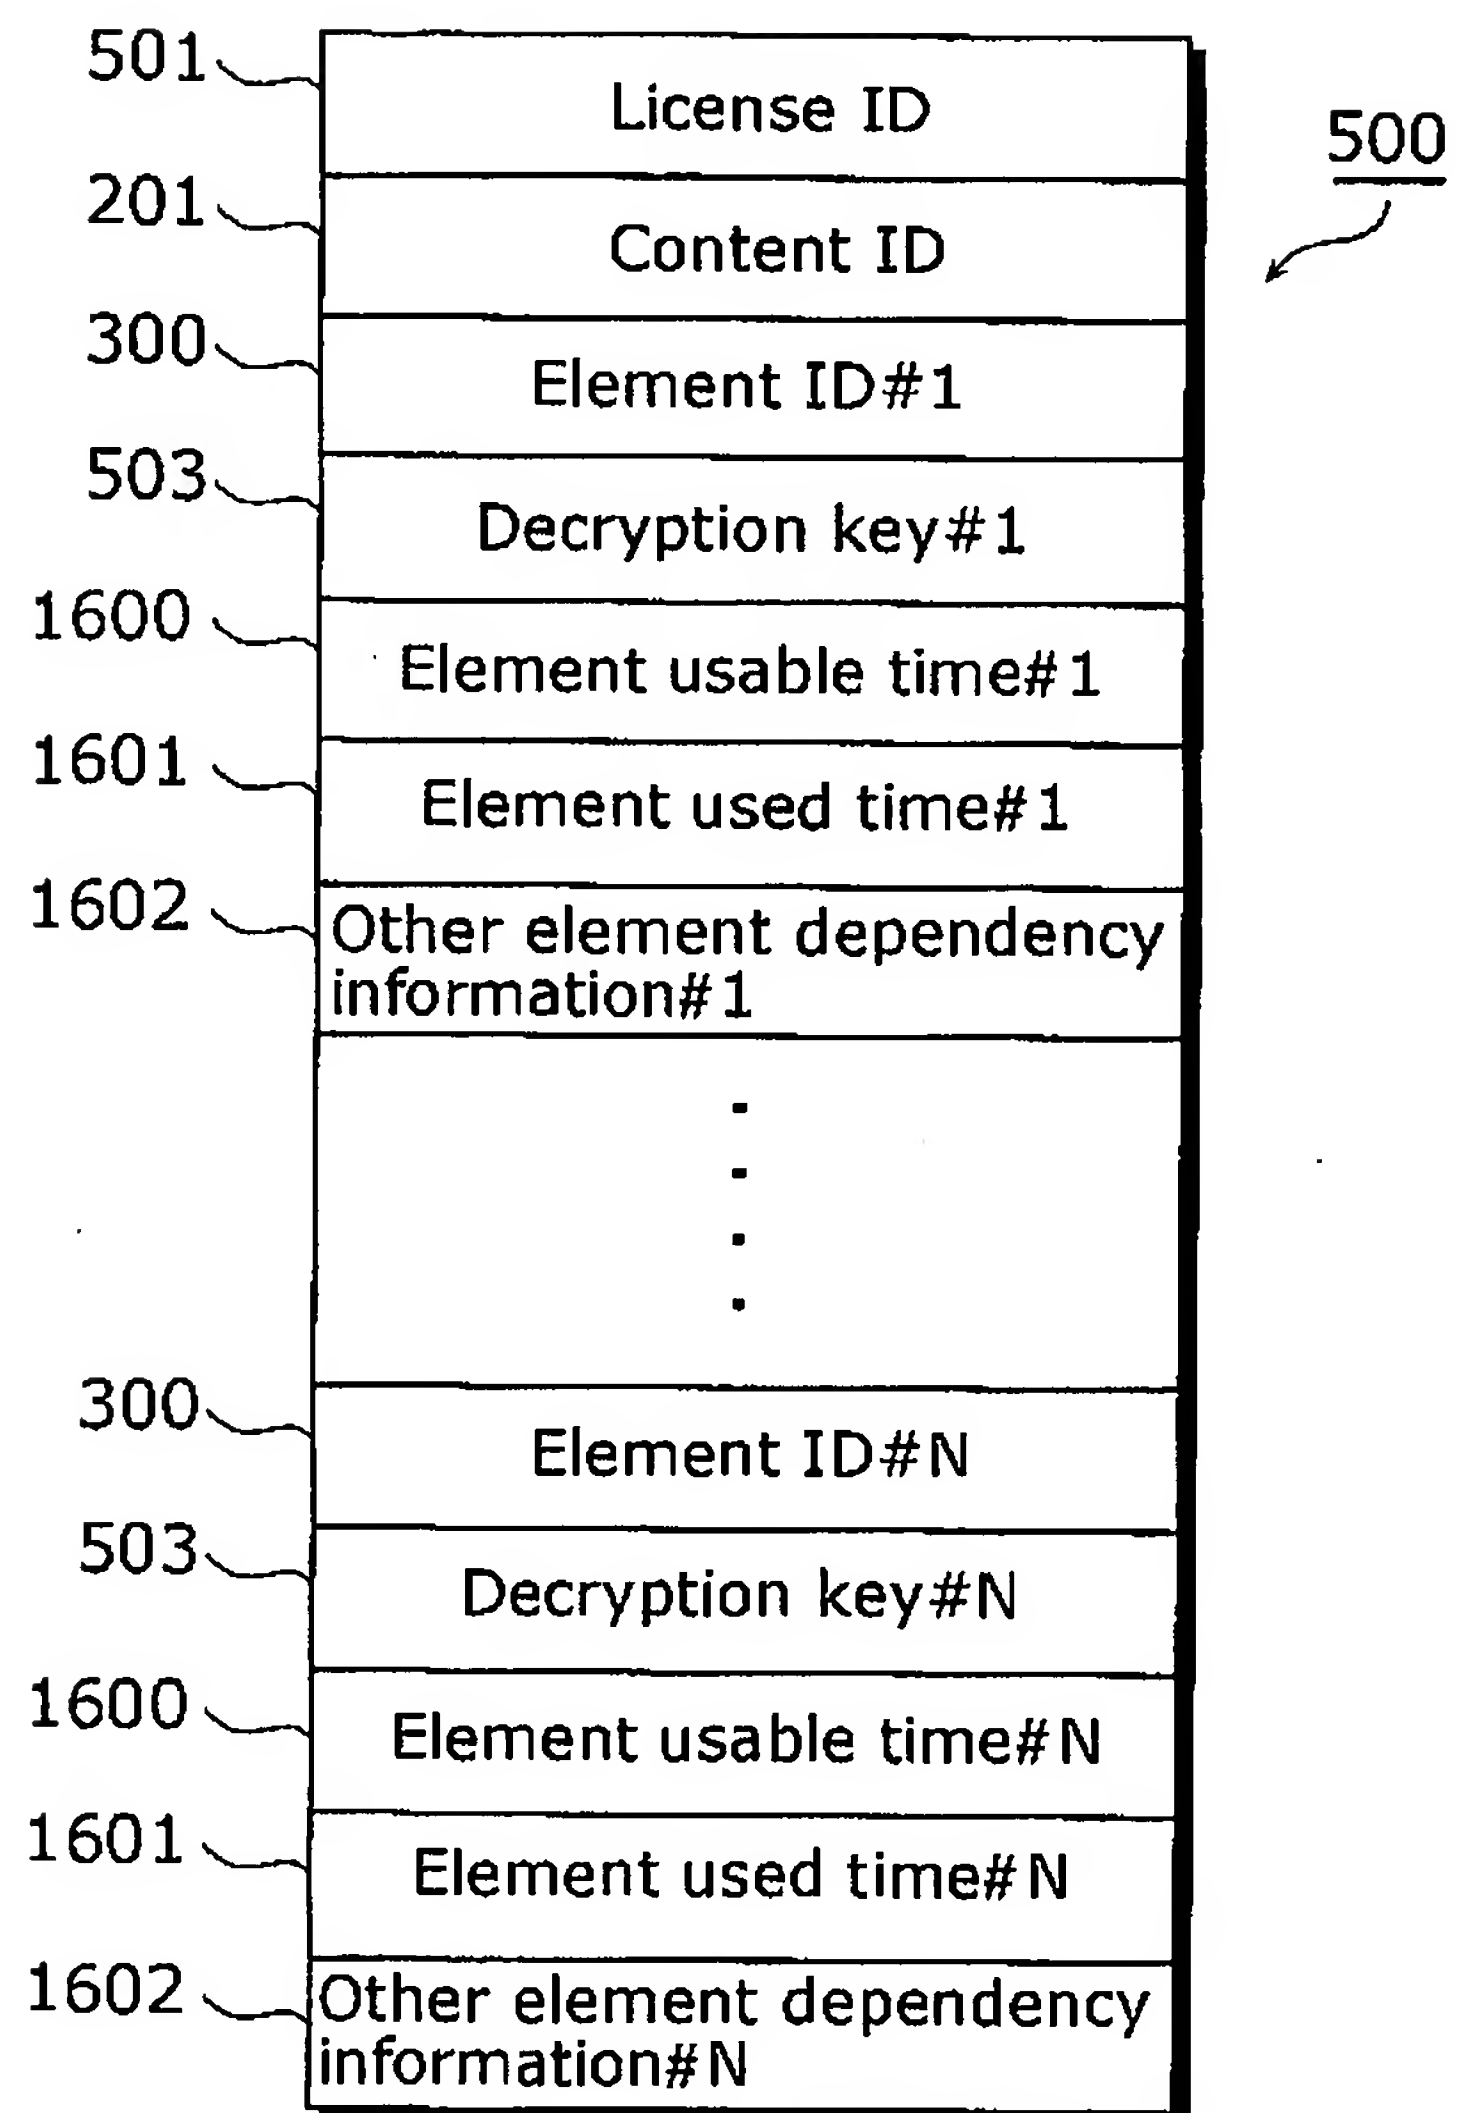 501
License ID
500
201
Content ID
300
Element ID#1
503
Decryption key#1
1600
Element usable time#1
1601
Element used time#1
1602
Other element dependency
information#1
300
Element ID#N
503
Decryption key#N
1600
Element usable time#N
1601
Element used time#N
1602
Other element dependency
information#N